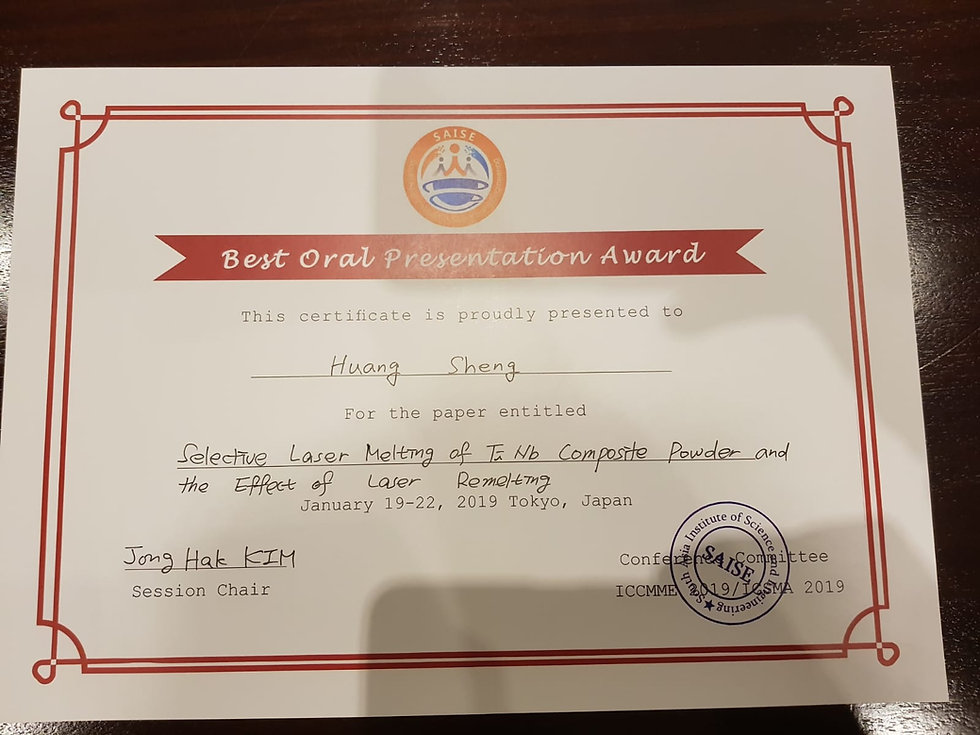 SAISE
Best Oral Presentation Award
This certificate is proudly presented to
Huang Sheng
For the paper entitled
Selective Laser Melting of Nb Composite Powder and
the Effect of Laser Remelting
January 19-22, 2019 Tokyo, Japan
Jong Hak KIM
Session Chair
Conference Committee
ICCMME 2019/ICSMA 2019
South Asia Institute of Science and Engineering
SAISE